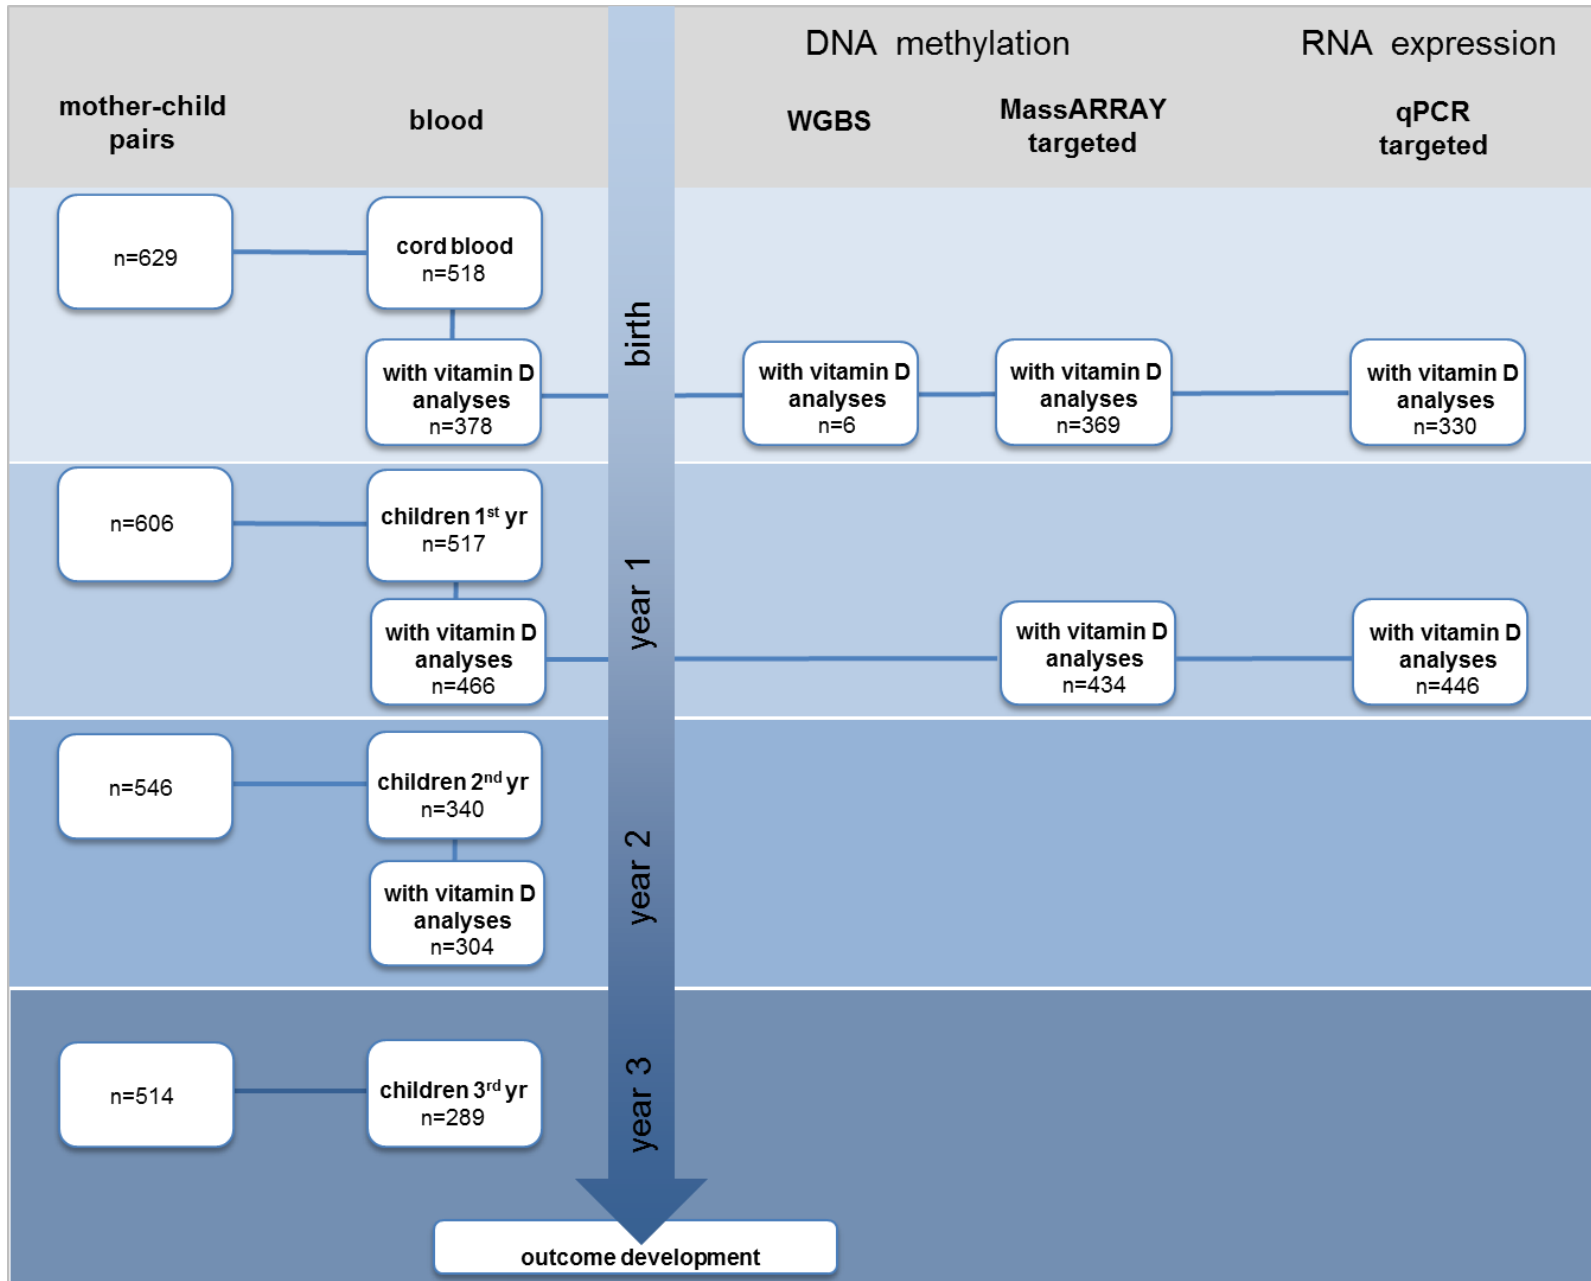 DNA methylation
RNA expression
mother-child
pairs
blood
WGBS
MassARRAY
targeted
qPCR
targeted
n=629
cord blood
n=518
with vitamin D
analyses
n=378
birth
with vitamin D
analyses
n=6
with vitamin D
analyses
n=369
with vitamin D
analyses
n=330
n=606
children 1st yr
n=517
with vitamin D
analyses
n=466
year 1
with vitamin D
analyses
n=434
with vitamin D
analyses
n=446
n=546
children 2nd yr
n=340
with vitamin D
analyses
n=304
year 2
n=514
children 3rd yr
n=289
year 3
outcome development